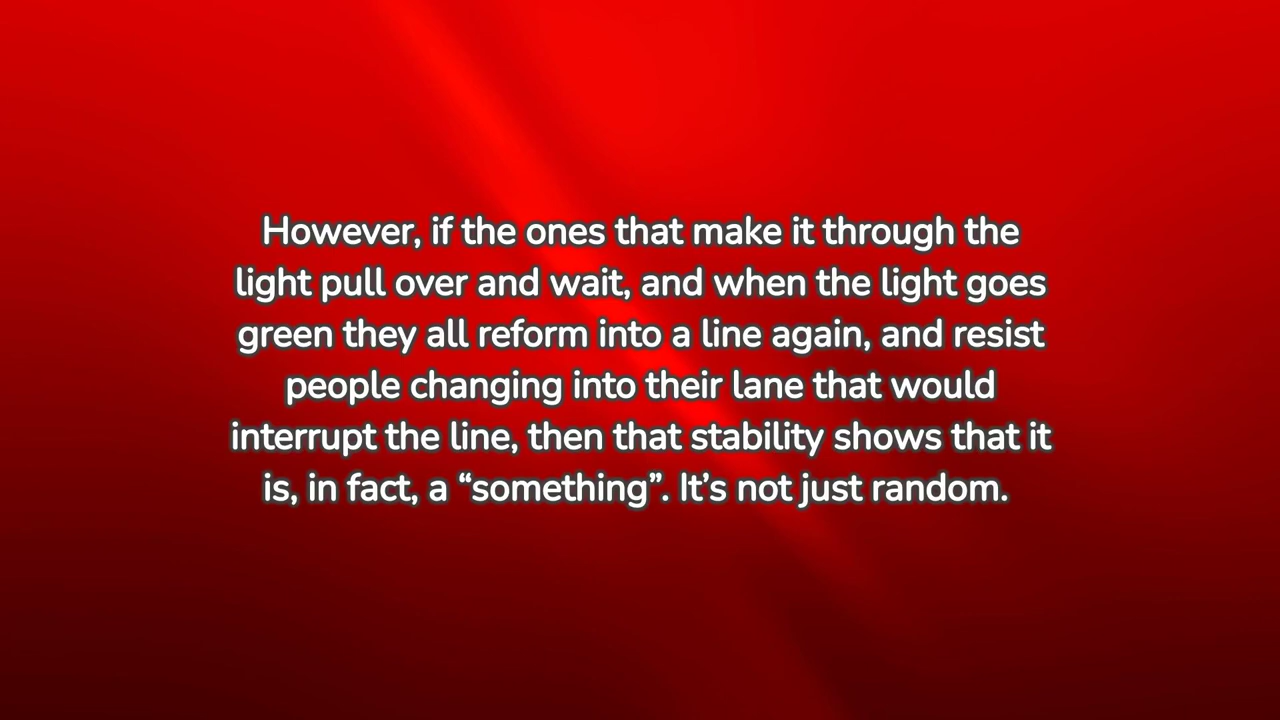 However, if the ones that make it through the
light pull over and wait, and when the light goes
green they all reform into a line again, and resist
people changing into their lane that would
interrupt the line, then that stability shows that it
is, in fact, a “something”. It’s not just random.